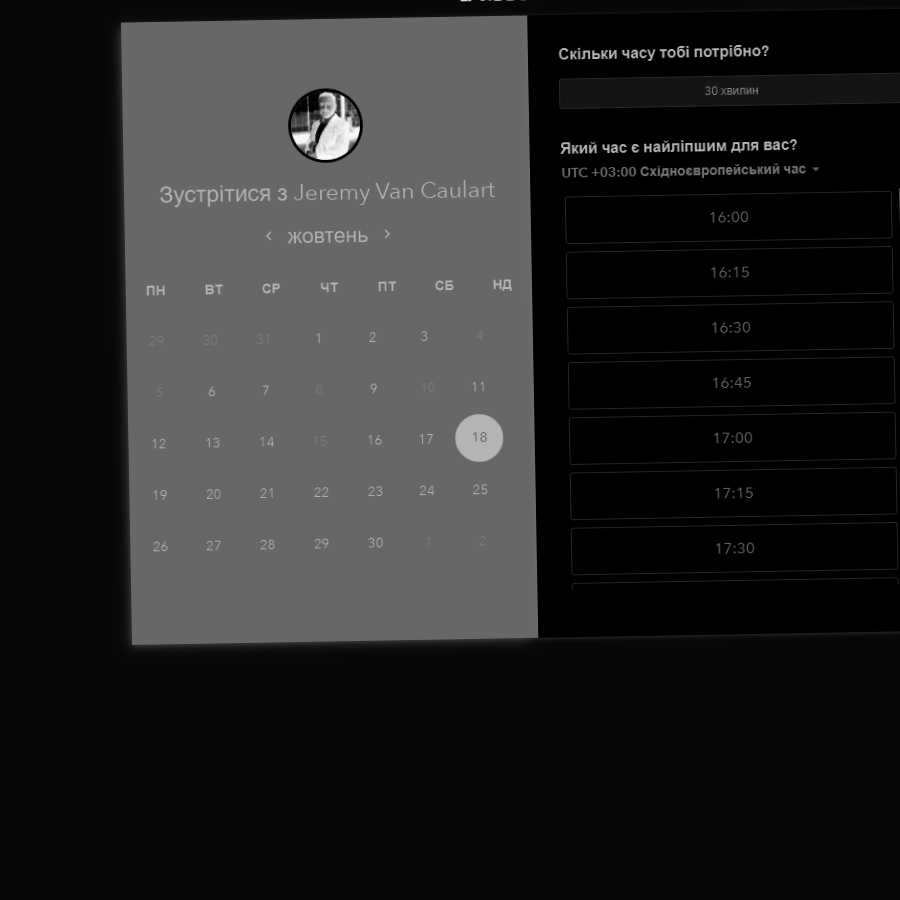 Зустрітися з Jeremy Van Caulart
жовтень
ПН ВТ СР ЧТ ПТ СБ НД
29 30 31 1 2 3 4
5 6 7 8 9 10 11
12 13 14 15 16 17 18
19 20 21 22 23 24 25
26 27 28 29 30 1 2
Скільки часу тобі потрібно?
30 хвилин
Який час є найліпшим для вас?
UTC +03:00 Східноєвропейський час
16:00
16:15
16:30
16:45
17:00
17:15
17:30